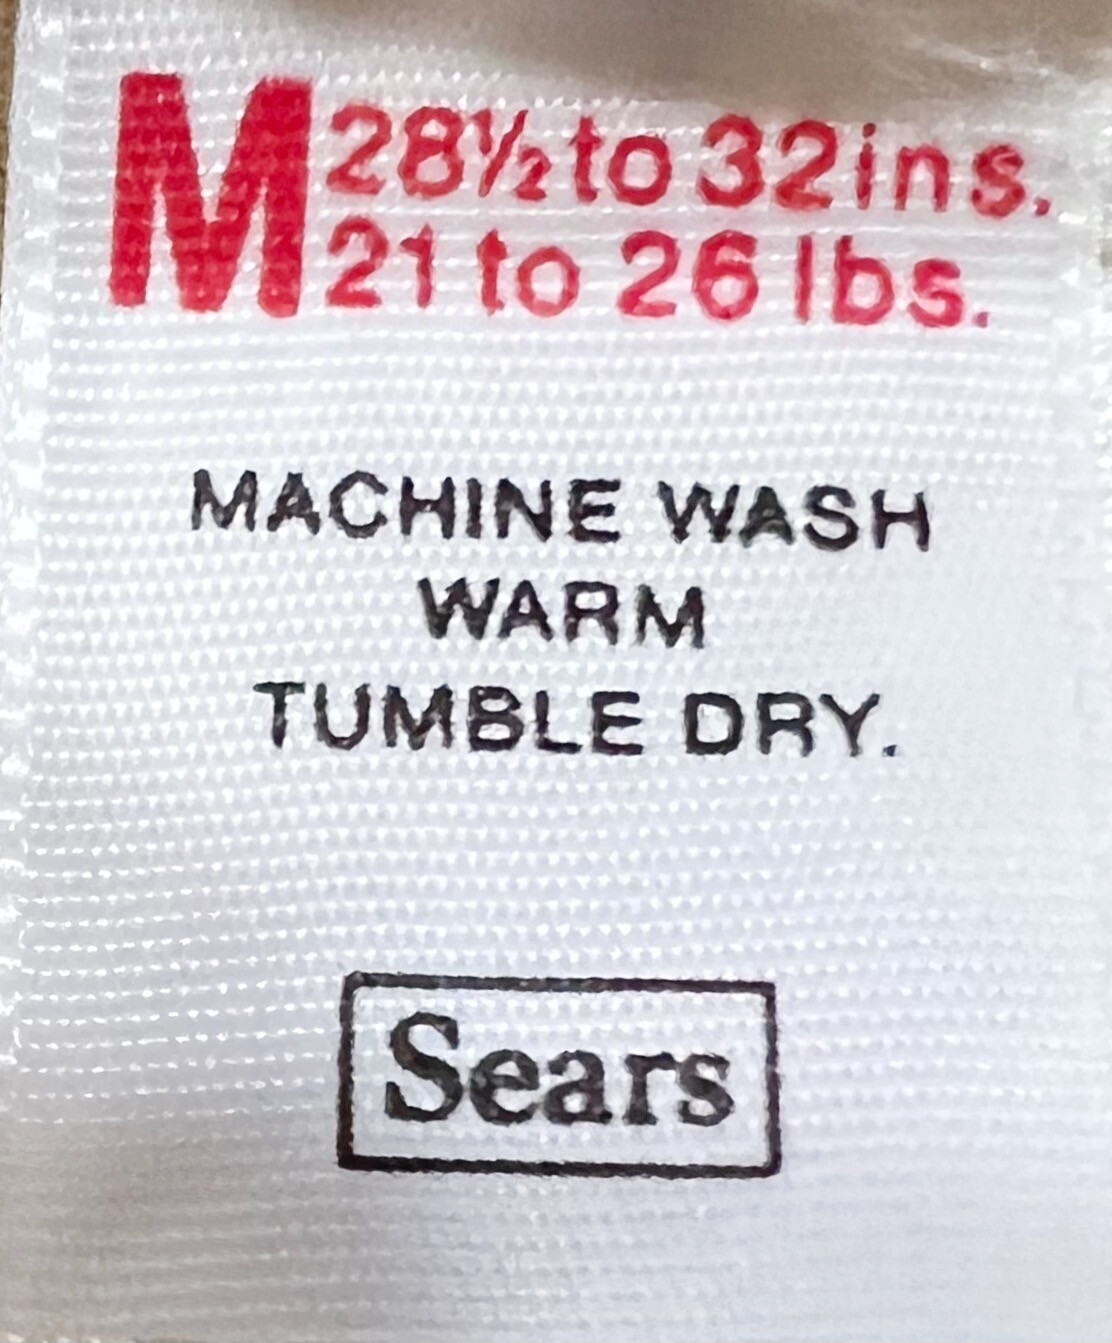 M 28½ to 32 ins.
21 to 26 lbs.
MACHINE WASH
WARM
TUMBLE DRY.
Sears